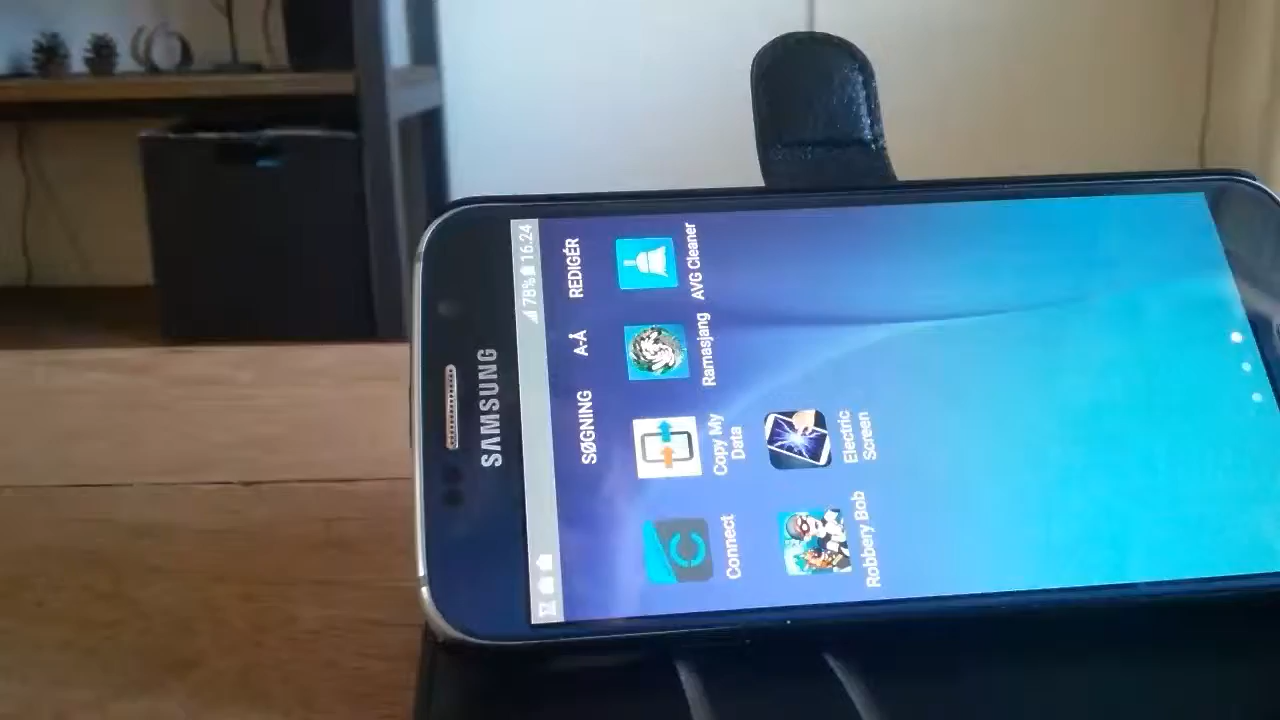 SAMSUNG
78% 16.24
SØGNING A-Å REDIGÉR
Connect
Copy My
Data
Ramasjang
AVG Cleaner
Robbery Bob
Electric
Screen